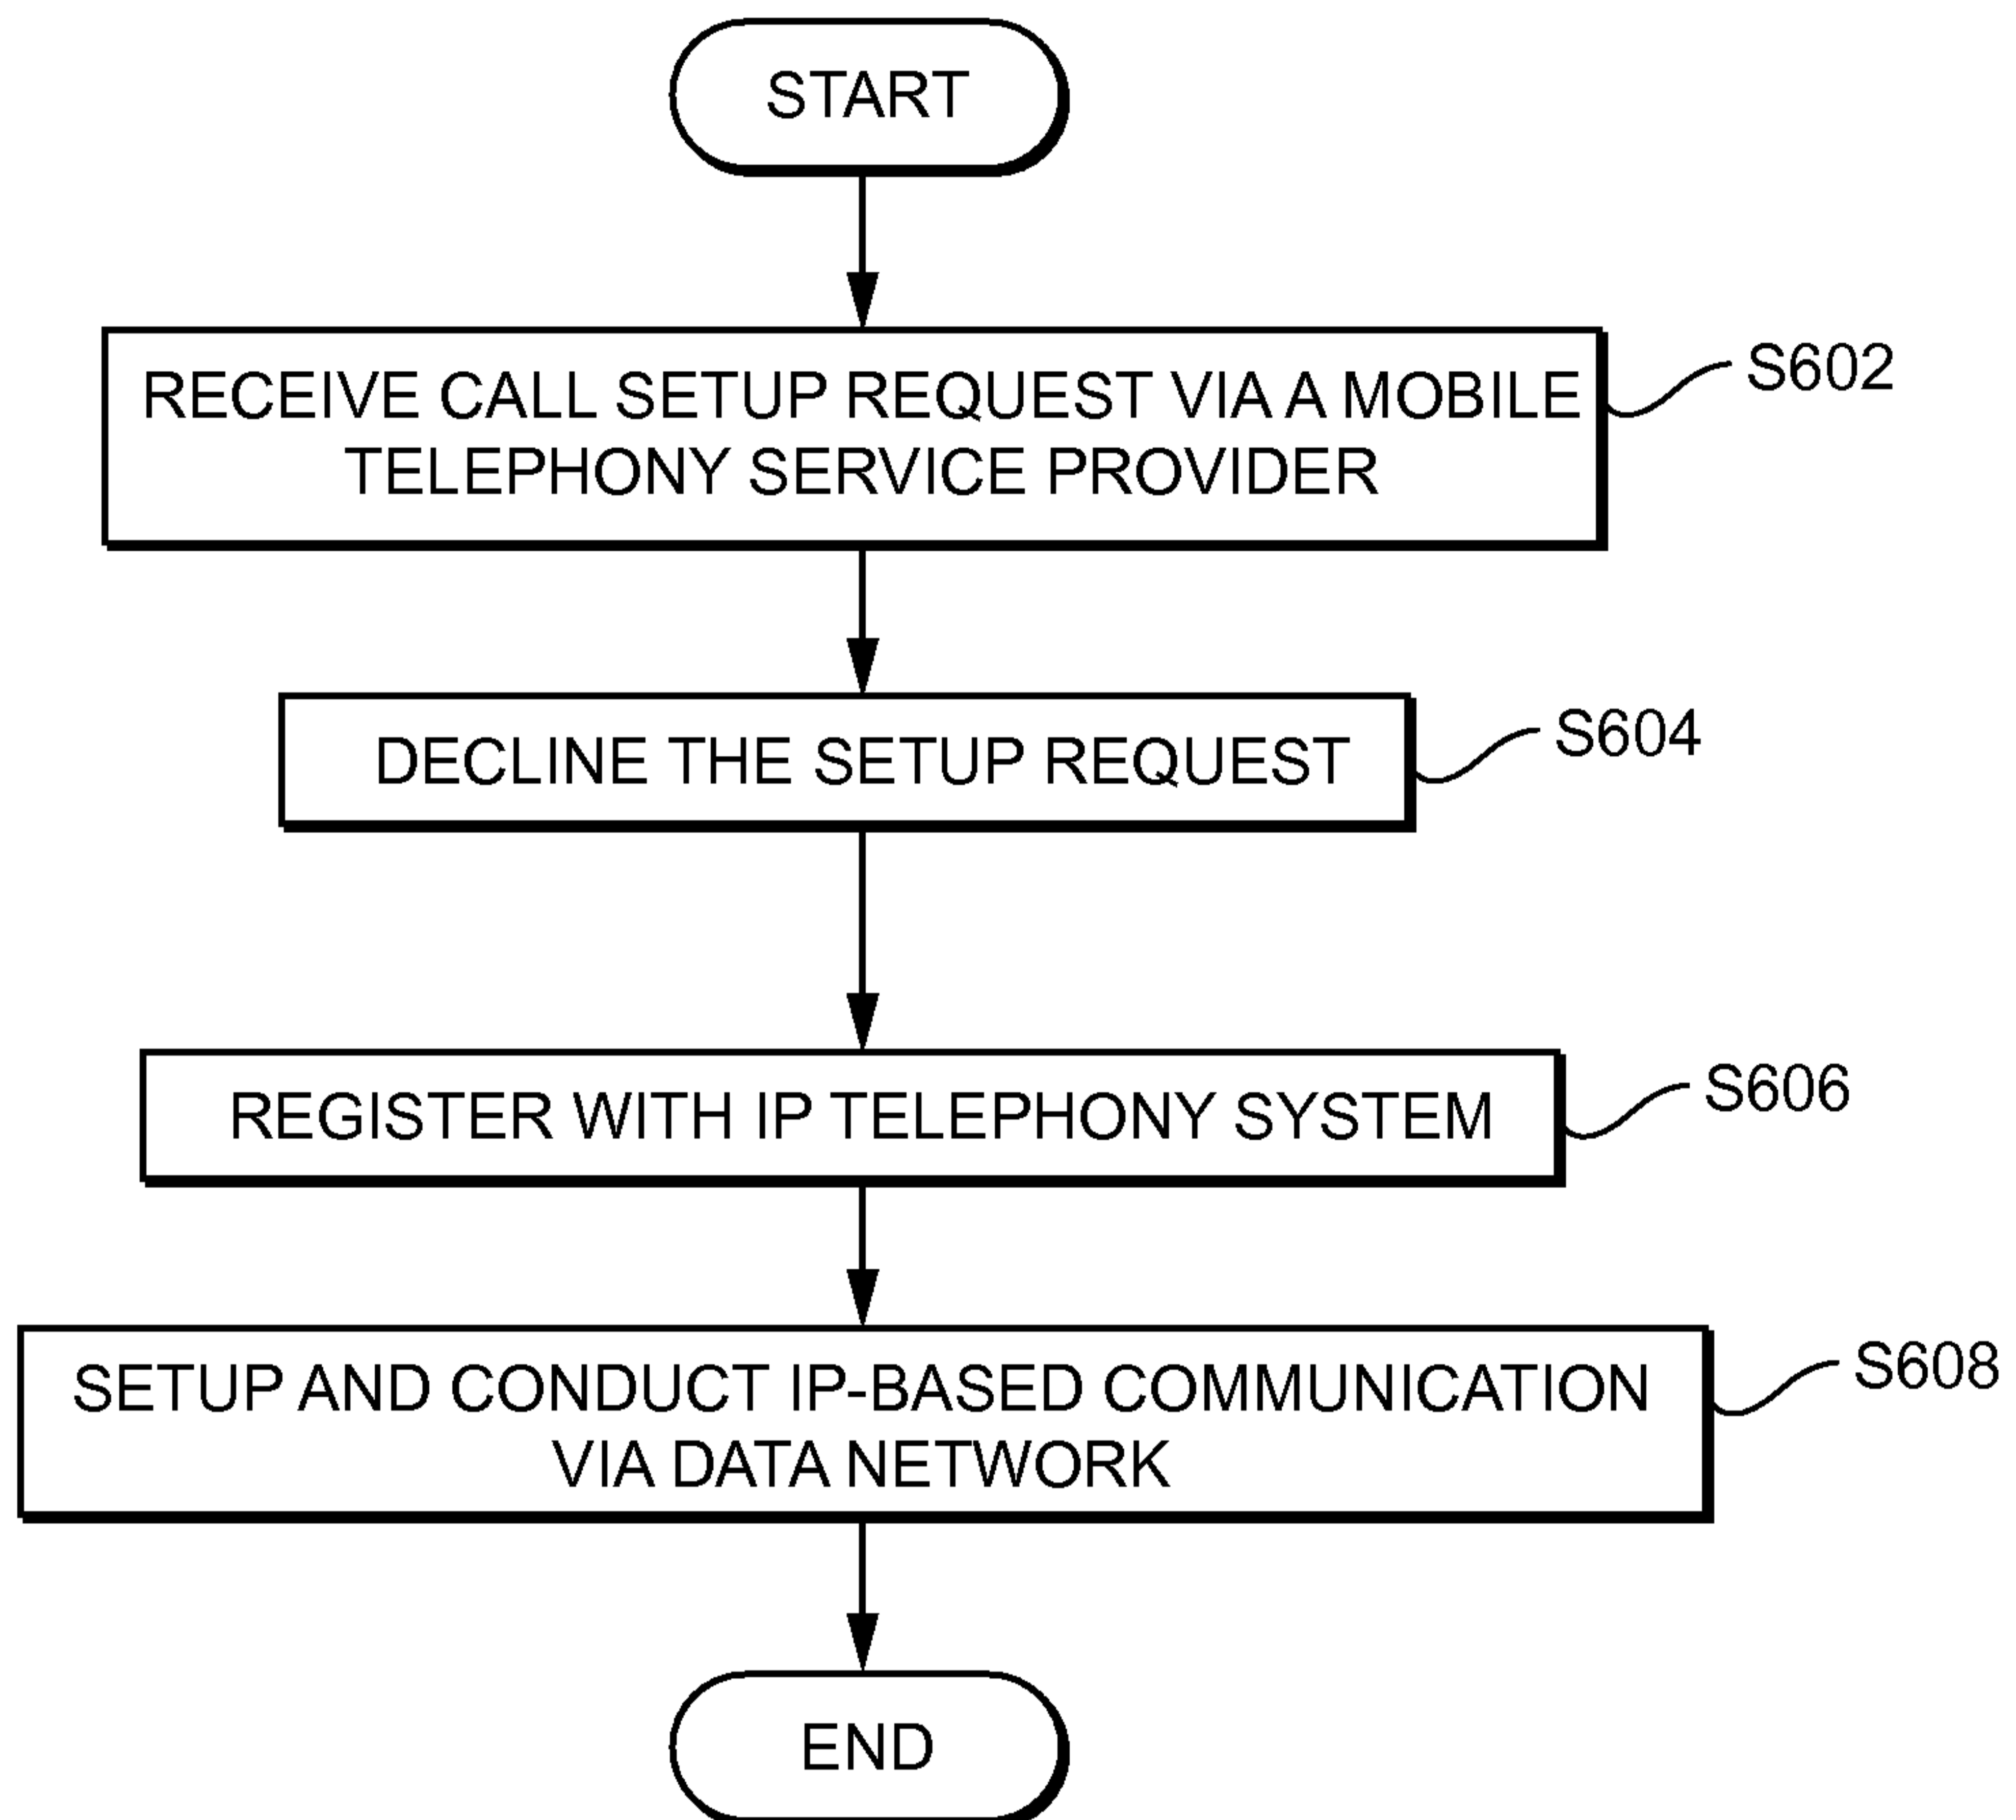 START
RECEIVE CALL SETUP REQUEST VIA A MOBILE
TELEPHONY SERVICE PROVIDER
S602
DECLINE THE SETUP REQUEST
S604
REGISTER WITH IP TELEPHONY SYSTEM
S606
SETUP AND CONDUCT IP-BASED COMMUNICATION
VIA DATA NETWORK
S608
END